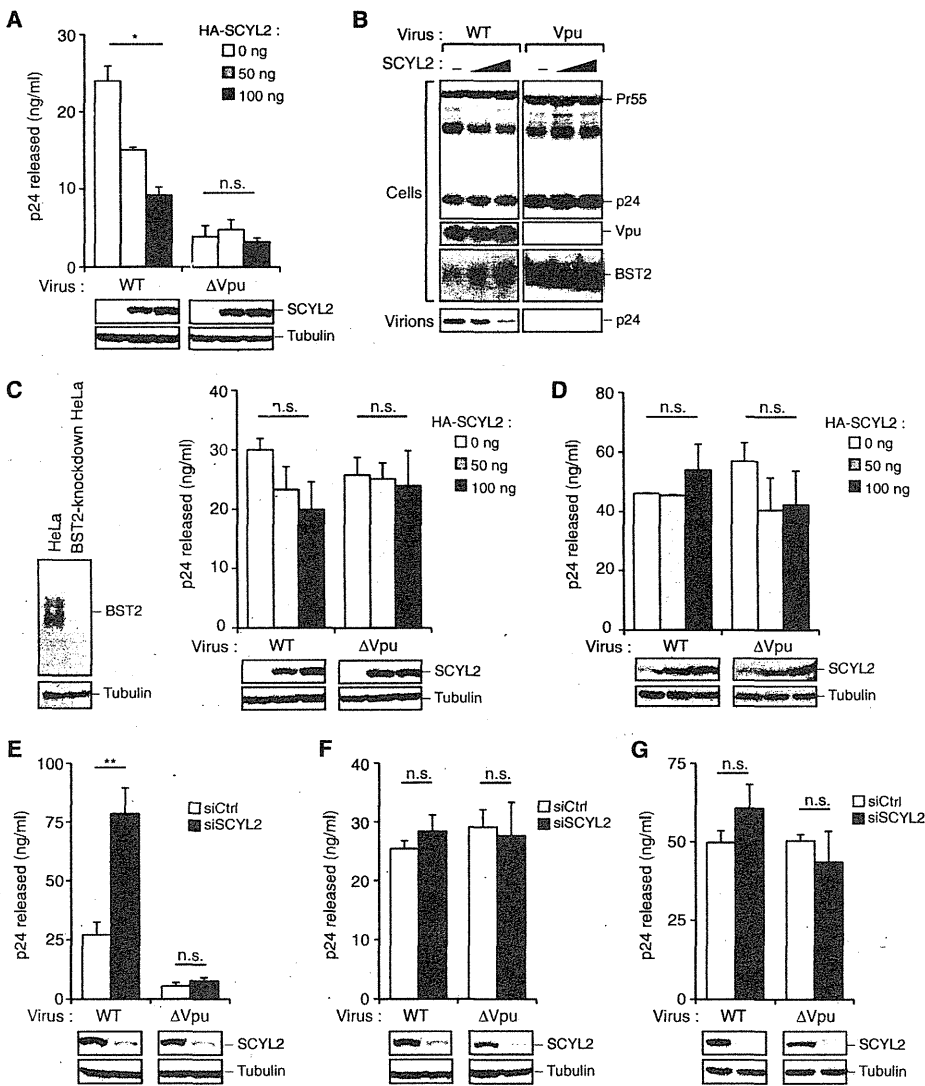 A
HA-SCYL2 :
0 ng
50 ng
100 ng
*
n.s.
p24 released (ng/ml)
30
20
10
0
Virus : WT ΔVpu
SCYL2
Tubulin
B
Virus : WT Vpu
SCYL2 : – –
Cells
Pr55
p24
Vpu
BST2
Virions
p24
C
HeLa
BST2-knockdown HeLa
BST2
Tubulin
p24 released (ng/ml)
40
30
20
10
0
n.s. n.s.
HA-SCYL2 :
0 ng
50 ng
100 ng
Virus : WT ΔVpu
SCYL2
Tubulin
D
p24 released (ng/ml)
80
60
40
20
0
n.s. n.s.
HA-SCYL2 :
0 ng
50 ng
100 ng
Virus : WT ΔVpu
SCYL2
Tubulin
E
p24 released (ng/ml)
100
75
50
25
0
**
n.s.
siCtrl
siSCYL2
Virus : WT ΔVpu
SCYL2
Tubulin
F
p24 released (ng/ml)
40
30
20
10
0
n.s. n.s.
siCtrl
siSCYL2
Virus : WT ΔVpu
SCYL2
Tubulin
G
p24 released (ng/ml)
75
50
25
0
n.s. n.s.
siCtrl
siSCYL2
Virus : WT ΔVpu
SCYL2
Tubulin